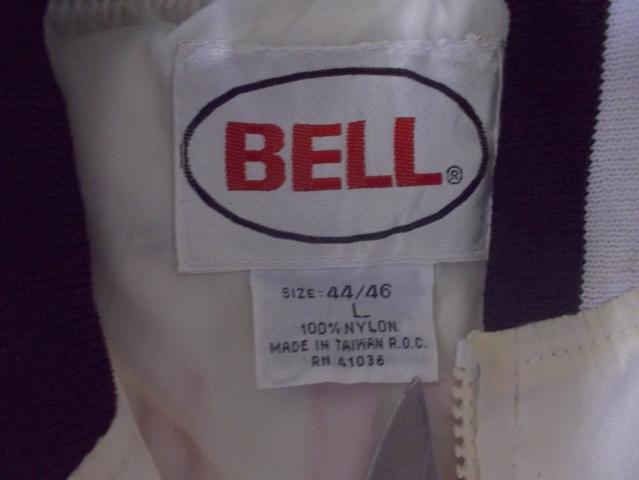 BELL®
SIZE: 44/46
L
100% NYLON
MADE IN TAIWAN R.O.C.
RN 41036